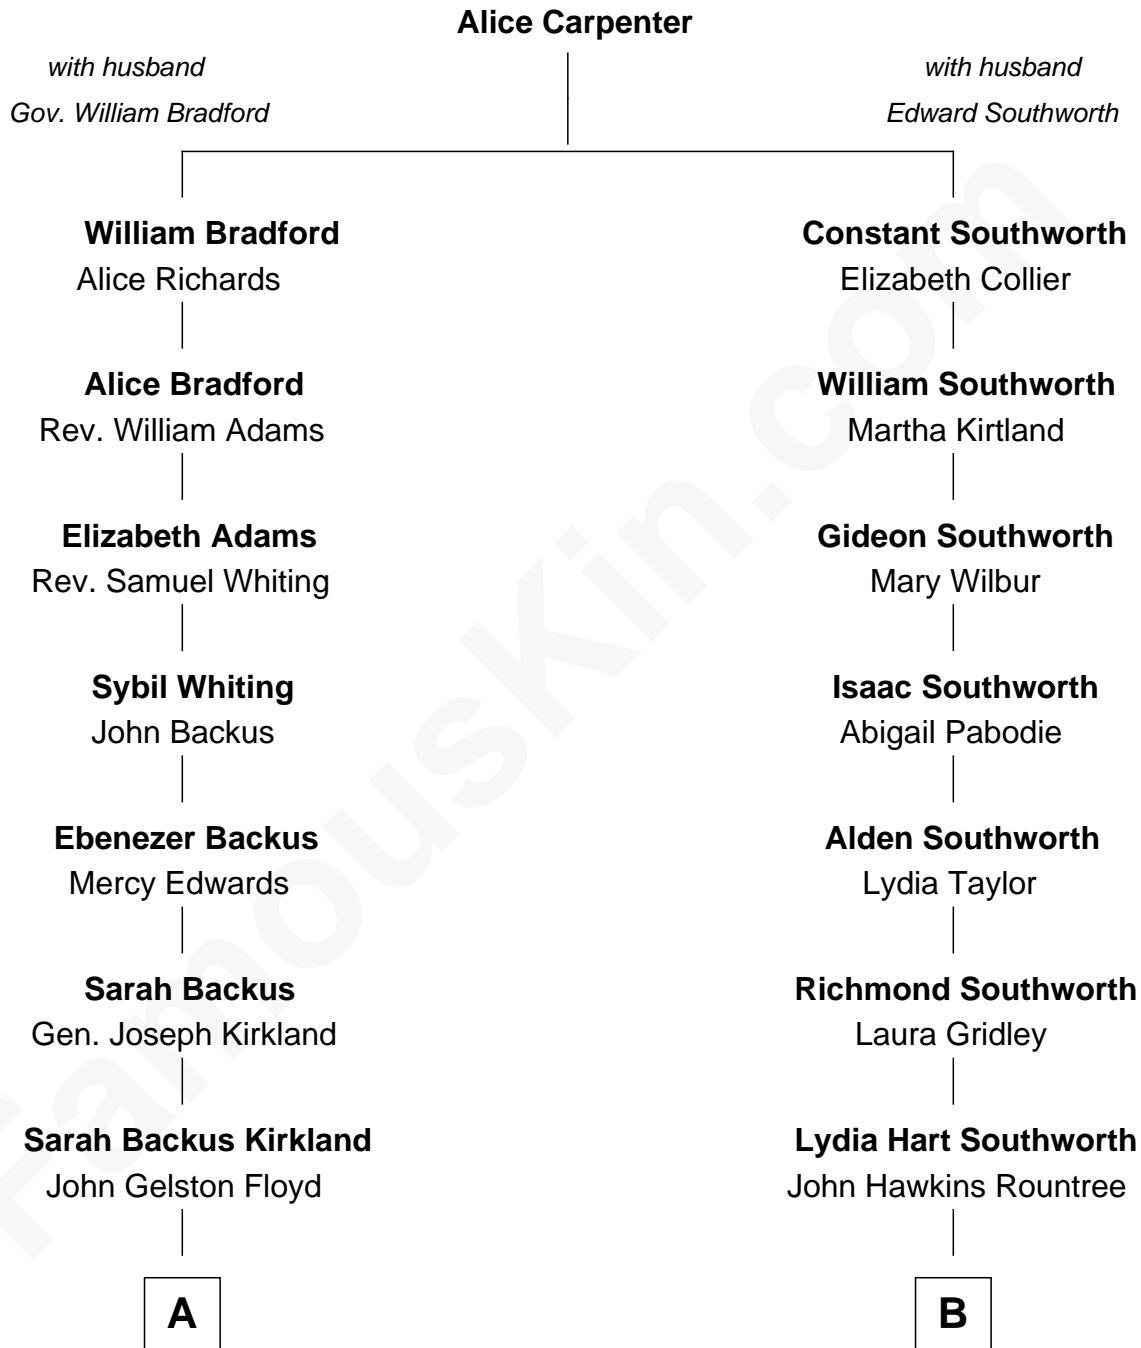 Alice Carpenter
with husband
Gov. William Bradford
with husband
Edward Southworth
William Bradford
Alice Richards
Constant Southworth
Elizabeth Collier
Alice Bradford
Rev. William Adams
William Southworth
Martha Kirtland
Elizabeth Adams
Rev. Samuel Whiting
Gideon Southworth
Mary Wilbur
Sybil Whiting
John Backus
Isaac Southworth
Abigail Pabodie
Ebenezer Backus
Mercy Edwards
Alden Southworth
Lydia Taylor
Sarah Backus
Gen. Joseph Kirkland
Richmond Southworth
Laura Gridley
Sarah Backus Kirkland
John Gelston Floyd
Lydia Hart Southworth
John Hawkins Rountree
A
B
FamousKin.com